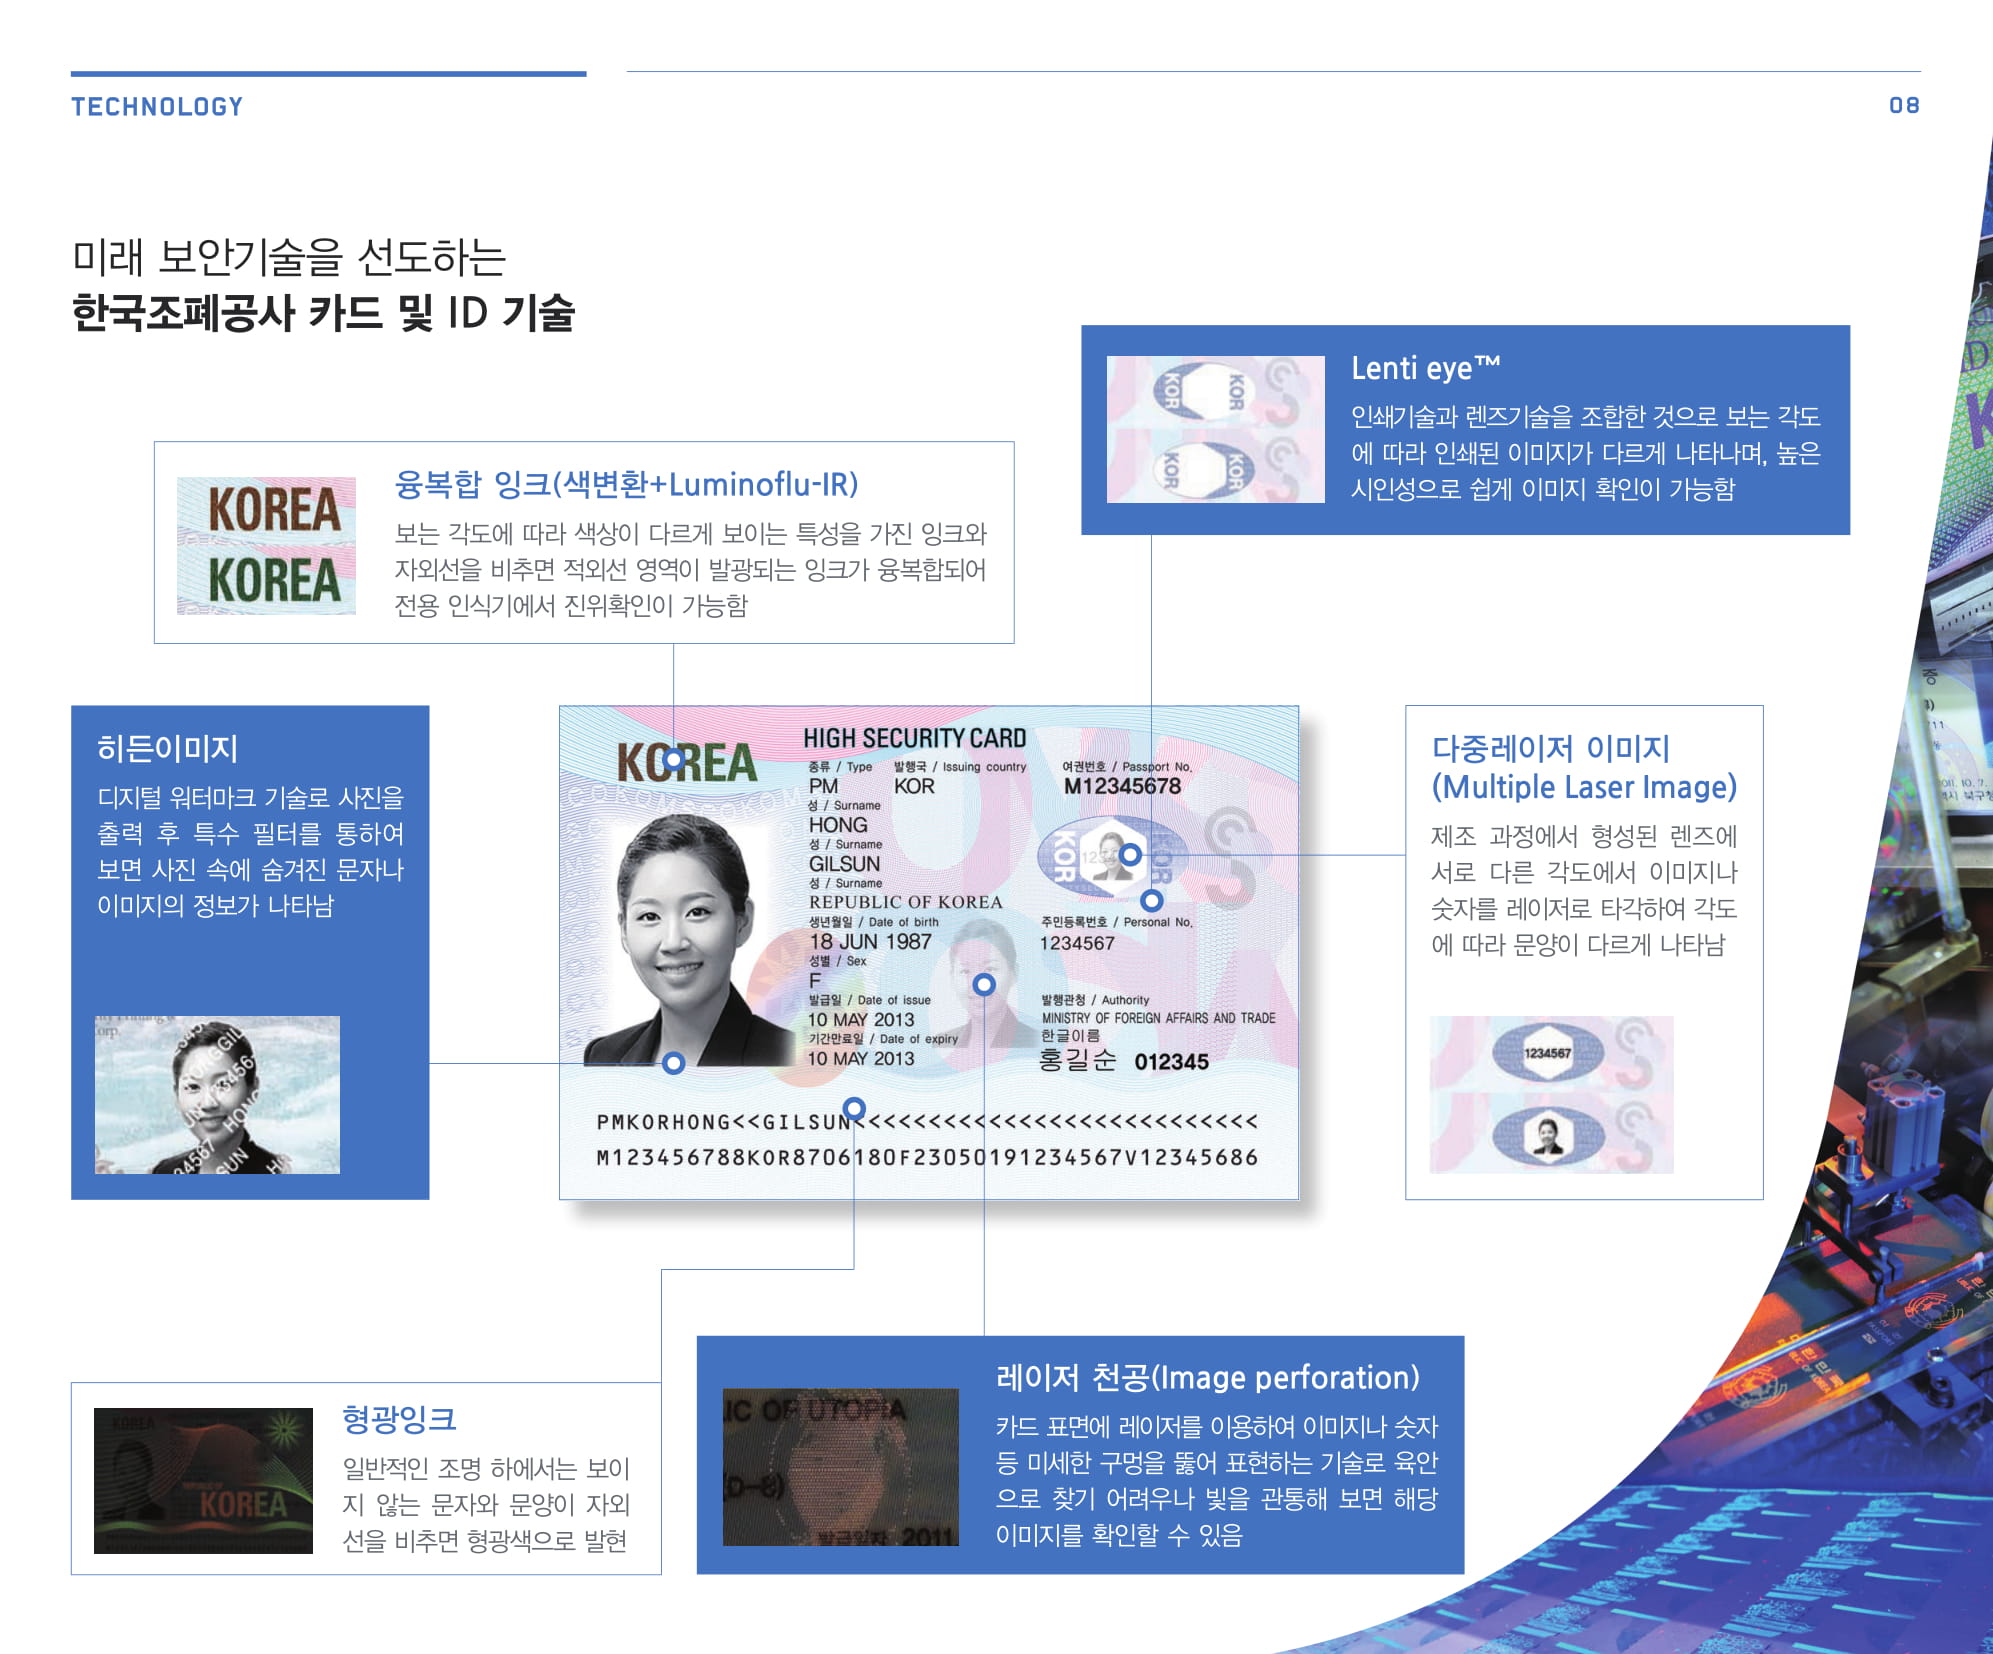 TECHNOLOGY
08
미래 보안기술을 선도하는
한국조폐공사 카드 및 ID 기술
Lenti eye™
인쇄기술과 렌즈기술을 조합한 것으로 보는 각도
에 따라 인쇄된 이미지가 다르게 나타나며, 높은
시인성으로 쉽게 이미지 확인이 가능함
KOR
KOR
KOR
KOR
융복합 잉크(색변환+Luminoflu-IR)
보는 각도에 따라 색상이 다르게 보이는 특성을 가진 잉크와
자외선을 비추면 적외선 영역이 발광되는 잉크가 융복합되어
전용 인식기에서 진위확인이 가능함
KOREA
KOREA
히든이미지
디지털 워터마크 기술로 사진을
출력 후 특수 필터를 통하여
보면 사진 속에 숨겨진 문자나
이미지의 정보가 나타남
KOREA
HIGH SECURITY CARD
종류 / Type 발행국 / Issuing country 여권번호 / Passport No.
PM KOR M12345678
성 / Surname
HONG
성 / Surname
GILSUN
성 / Surname
REPUBLIC OF KOREA
생년월일 / Date of birth 주민등록번호 / Personal No.
18 JUN 1987 1234567
성별 / Sex
F
발급일 / Date of issue 발행관청 / Authority
10 MAY 2013 MINISTRY OF FOREIGN AFFAIRS AND TRADE
기간만료일 / Date of expiry 한글이름
10 MAY 2013 홍길순 012345
KOR
KOR
PMKORHONG<<GILSUN<<<<<<<<<<<<<<<<<<<<<<<<<<<
M123456788KOR8706180F23050191234567V12345686
다중레이저 이미지
(Multiple Laser Image)
제조 과정에서 형성된 렌즈에
서로 다른 각도에서 이미지나
숫자를 레이저로 타각하여 각도
에 따라 문양이 다르게 나타남
1234567
형광잉크
일반적인 조명 하에서는 보이
지 않는 문자와 문양이 자외
선을 비추면 형광색으로 발현
KOREA
KOREA
레이저 천공(Image perforation)
카드 표면에 레이저를 이용하여 이미지나 숫자
등 미세한 구멍을 뚫어 표현하는 기술로 육안
으로 찾기 어려우나 빛을 관통해 보면 해당
이미지를 확인할 수 있음
IC OF UTOPIA
발급일자 2011